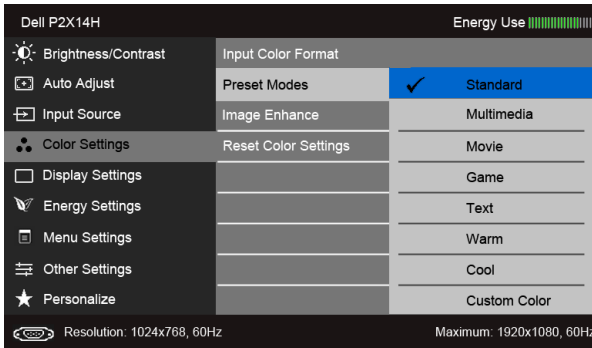 Dell P2X14H
Energy Use
Brightness/Contrast
Auto Adjust
Input Source
Color Settings
Display Settings
Energy Settings
Menu Settings
Other Settings
Personalize
Input Color Format
Preset Modes
Image Enhance
Reset Color Settings
Standard
Multimedia
Movie
Game
Text
Warm
Cool
Custom Color
Resolution: 1024x768, 60Hz
Maximum: 1920x1080, 60Hz